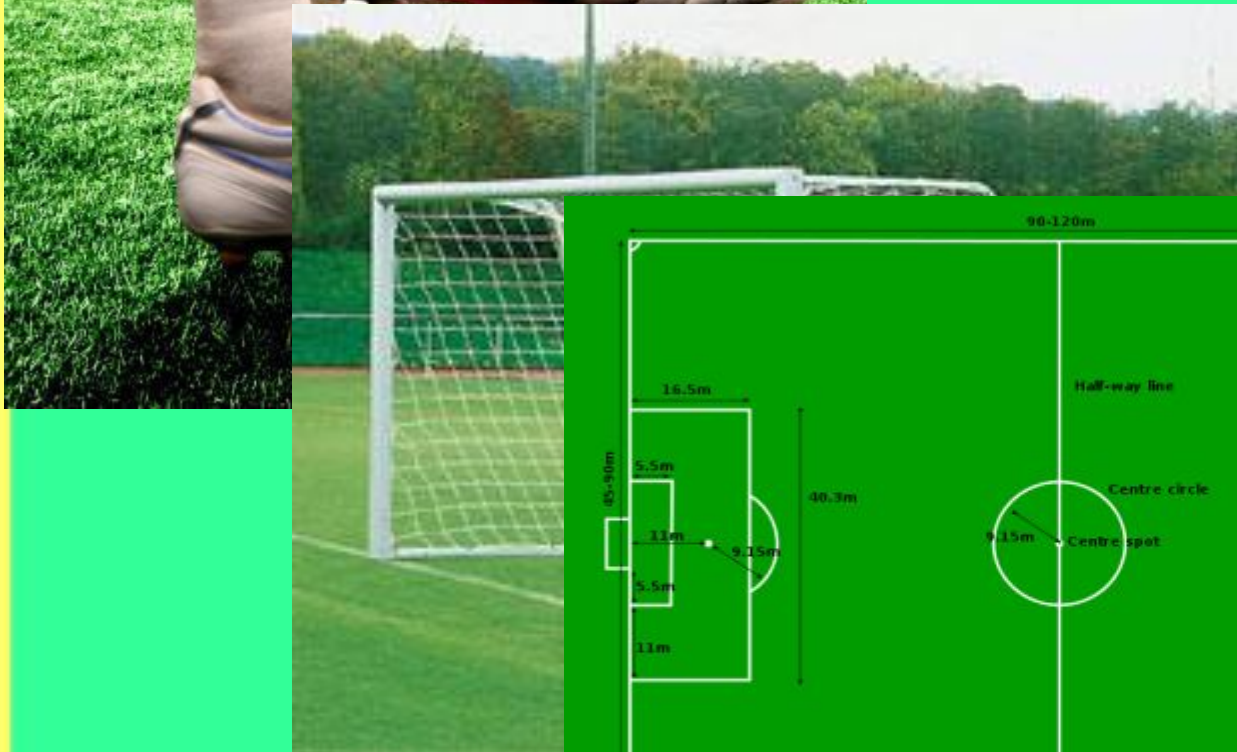 90-120m
Half-way line
16.5m
45-90m
5.5m
40.3m
Centre circle
11m
9.15m
9.15m
Centre spot
5.5m
11m